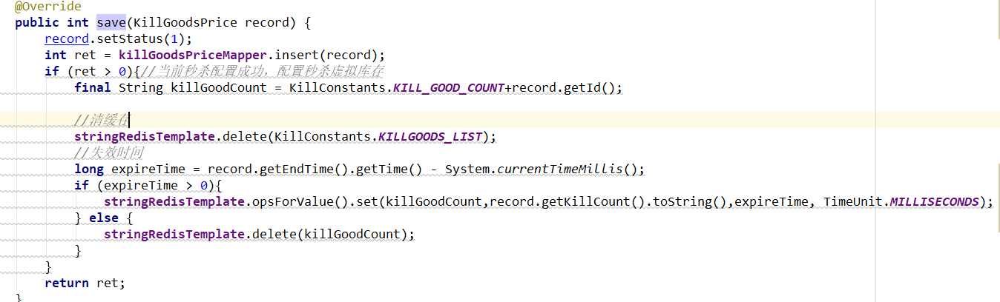 @Override
public int save(KillGoodsPrice record) {
    record.setStatus(1);
    int ret = killGoodsPriceMapper.insert(record);
    if (ret > 0){//当前秒杀配置成功，配置秒杀虚拟库存
        final String killGoodCount = KillConstants.KILL_GOOD_COUNT+record.getId();
        //清缓存
        stringRedisTemplate.delete(KillConstants.KILLGOODS_LIST);
        //失效时间
        long expireTime = record.getEndTime().getTime() - System.currentTimeMillis();
        if (expireTime > 0){
            stringRedisTemplate.opsForValue().set(killGoodCount,record.getKillCount().toString(),expireTime, TimeUnit.MILLISECONDS);
        } else {
            stringRedisTemplate.delete(killGoodCount);
        }
    }
    return ret;
}